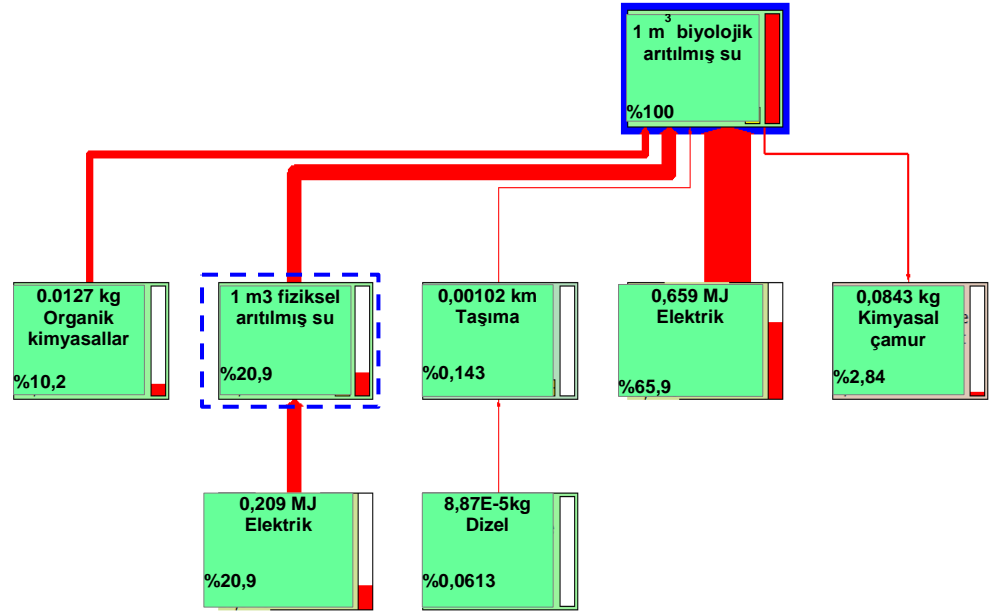 1 m³ biyolojik
arıtılmış su
%100
0.0127 kg
Organik
kimyasallar
%10,2
1 m3 fiziksel
arıtılmış su
%20,9
0,00102 km
Taşıma
%0,143
0,659 MJ
Elektrik
%65,9
0,0843 kg
Kimyasal
çamur
%2,84
0,209 MJ
Elektrik
%20,9
8,87E-5kg
Dizel
%0,0613